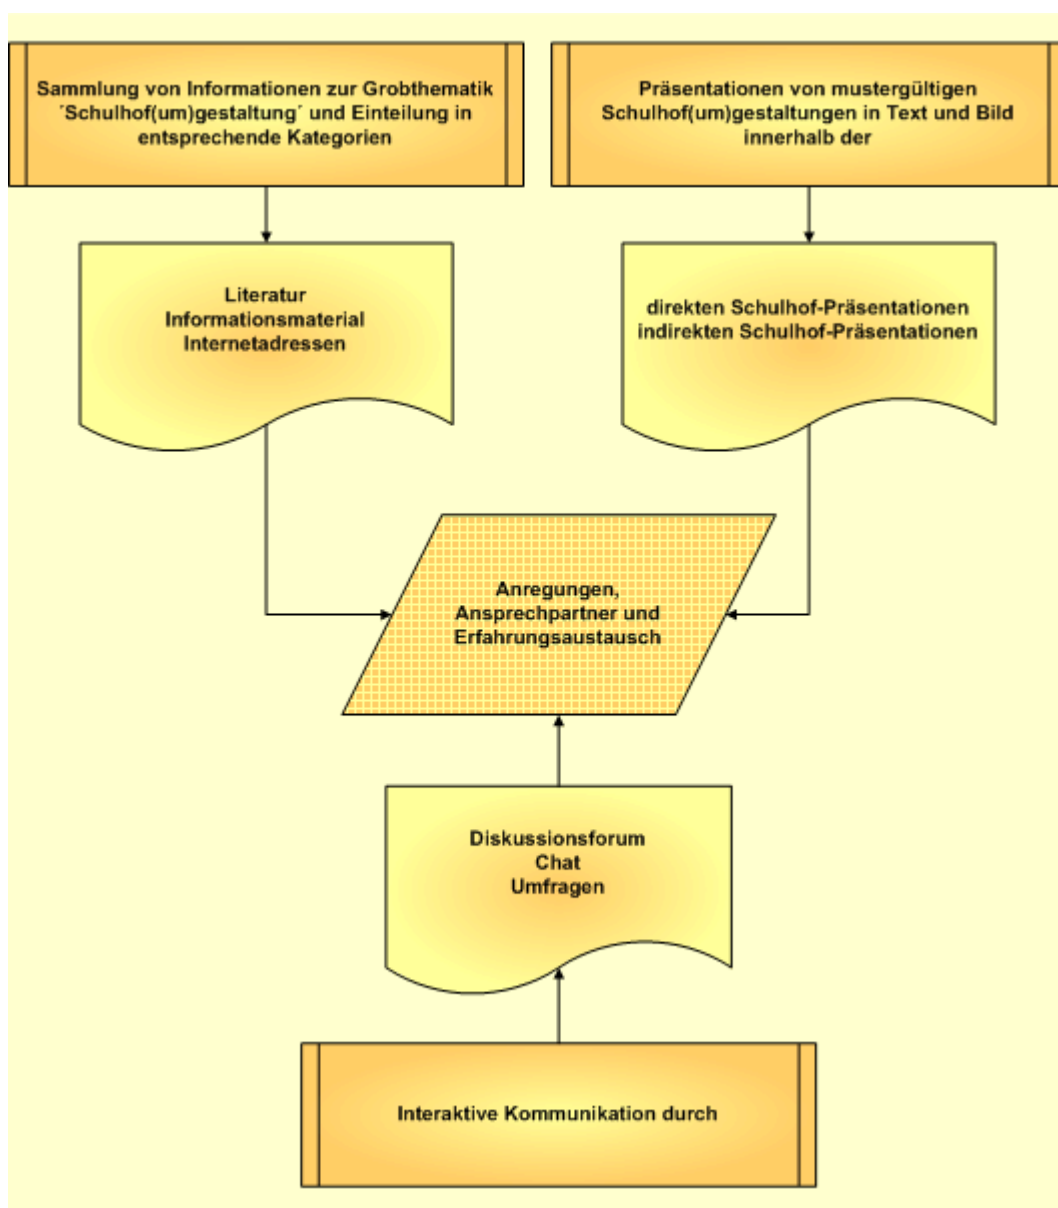 Sammlung von Informationen zur Grobthematik
´Schulhof(um)gestaltung´ und Einteilung in
entsprechende Kategorien
Präsentationen von mustergültigen
Schulhof(um)gestaltungen in Text und Bild
innerhalb der
Literatur
Informationsmaterial
Internetadressen
direkten Schulhof-Präsentationen
indirekten Schulhof-Präsentationen
Anregungen,
Ansprechpartner und
Erfahrungsaustausch
Diskussionsforum
Chat
Umfragen
Interaktive Kommunikation durch